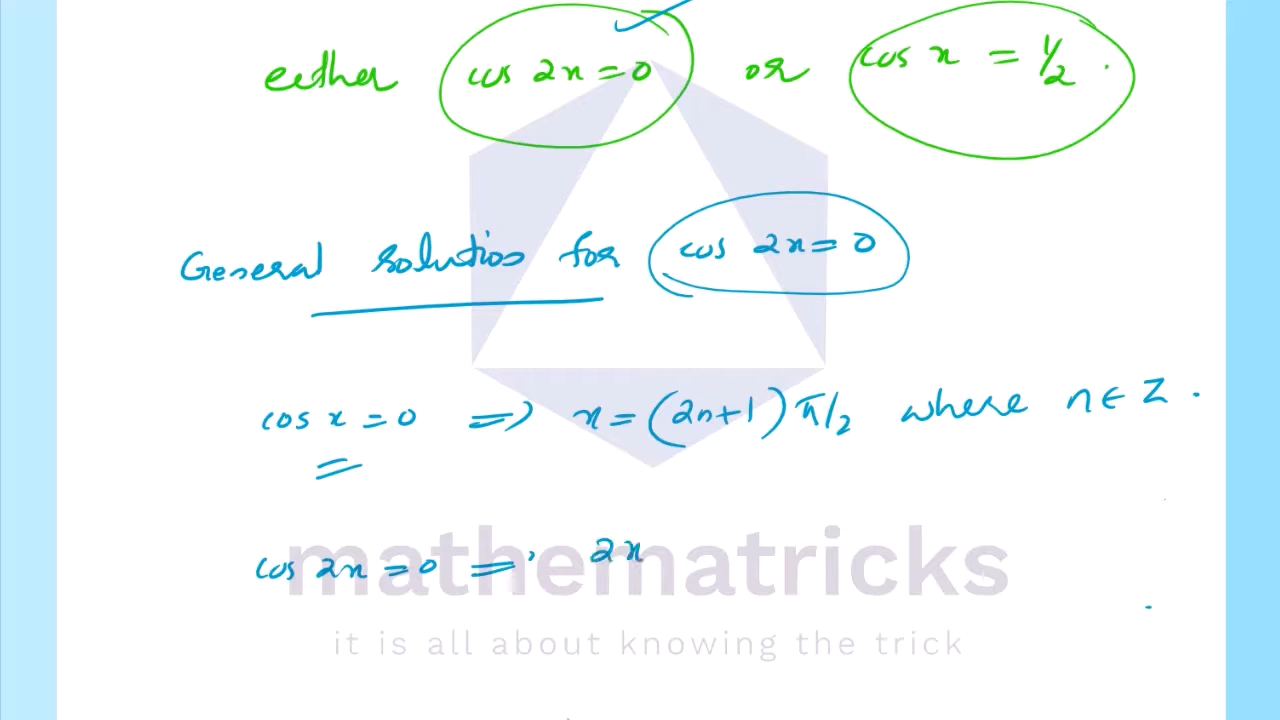 either cos 2x = 0 or cos x = 1/2 .
General solution for cos 2x = 0
cos x = 0 ⇒ x = (2n+1) π/2 where n ∈ Z .
cos 2x = 0 ⇒ 2x
mathematricks
it is all about knowing the trick